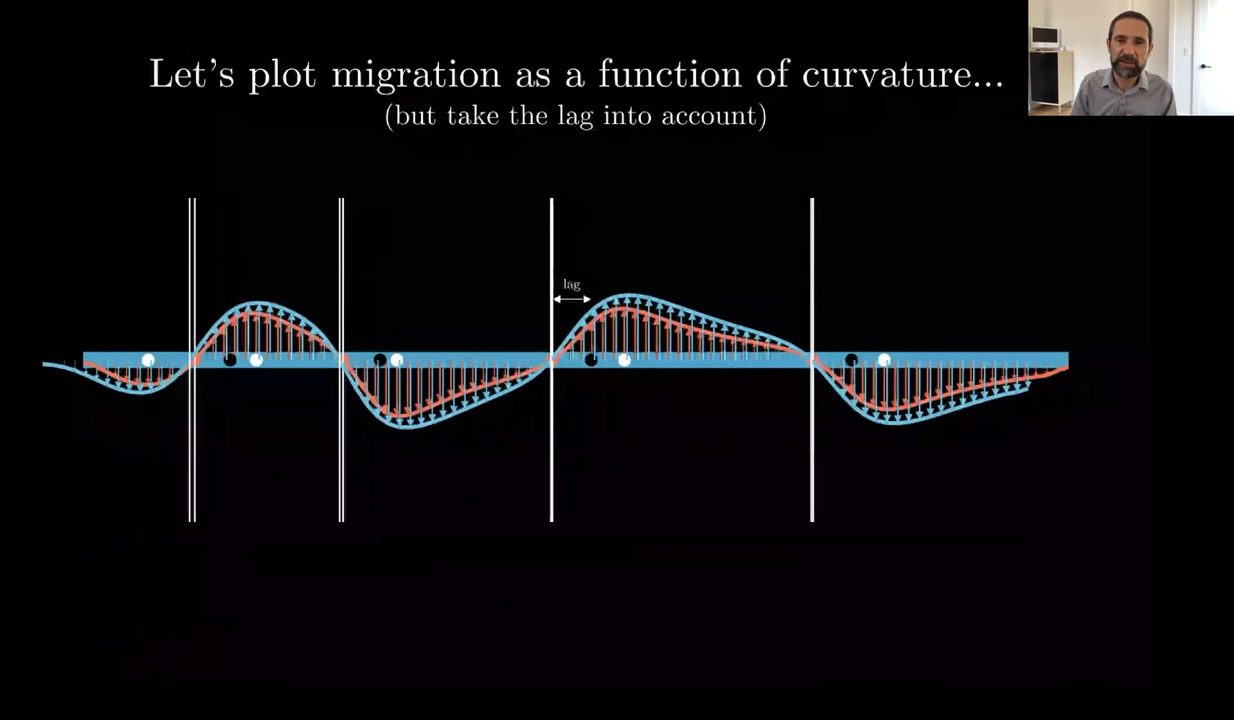 Let's plot migration as a function of curvature...
(but take the lag into account)
lag